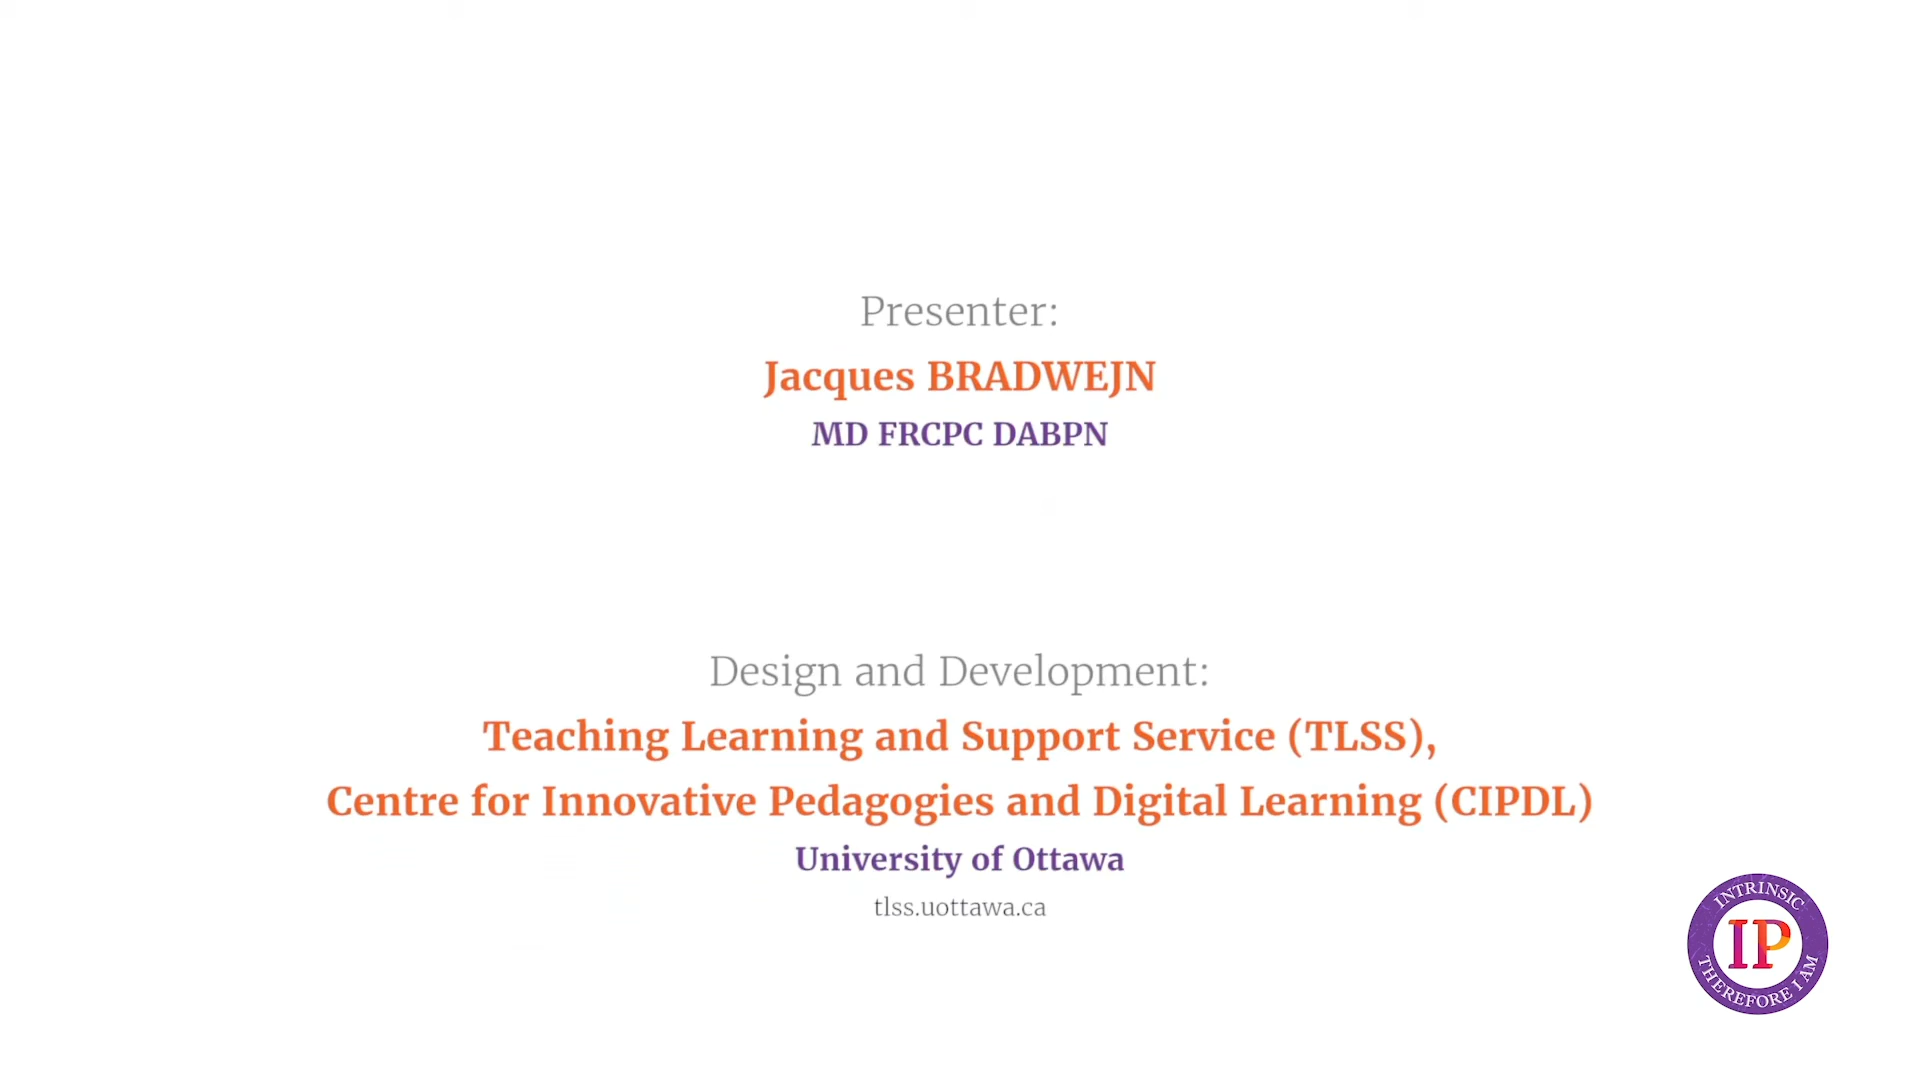 Presenter:
Jacques BRADWEJN
MD FRCPC DABPN
Design and Development:
Teaching Learning and Support Service (TLSS),
Centre for Innovative Pedagogies and Digital Learning (CIPDL)
University of Ottawa
tlss.uottawa.ca
INTRINSIC
IP
THEREFORE I AM